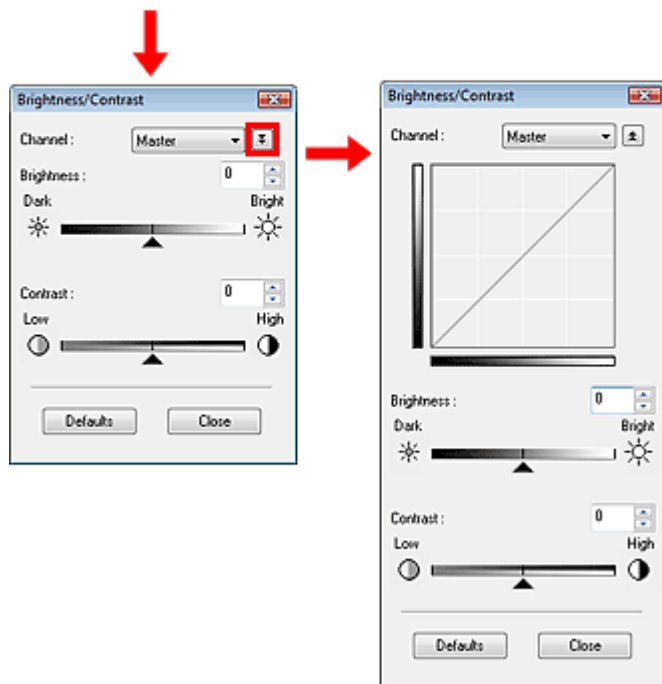 Brightness/Contrast
Channel : Master
Brightness : 0
Dark Bright
Contrast : 0
Low High
Defaults Close
Brightness/Contrast
Channel : Master
Brightness : 0
Dark Bright
Contrast : 0
Low High
Defaults Close